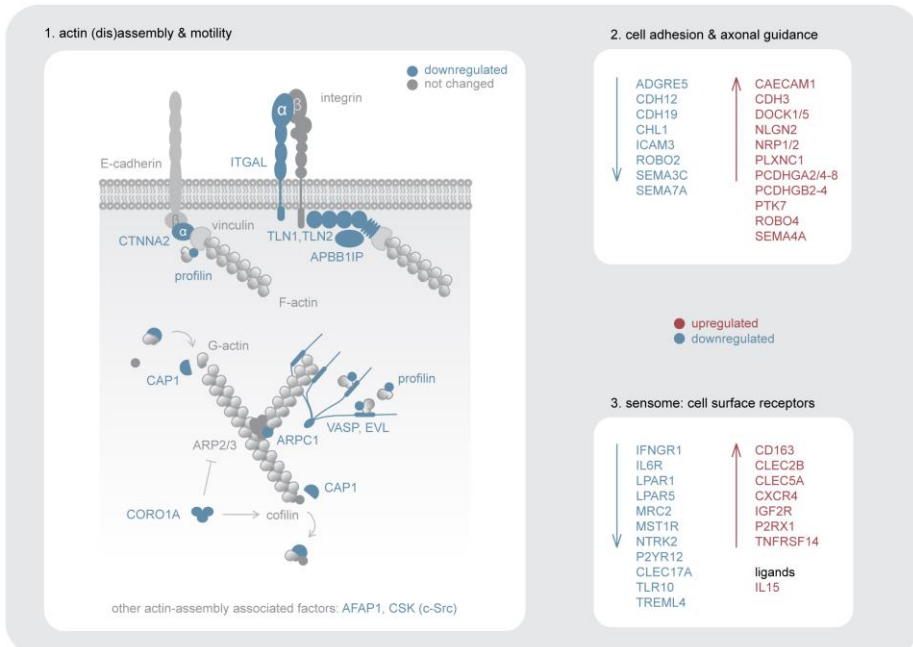 1. actin (dis)assembly & motility
downregulated
not changed
integrin
α
β
E-cadherin
ITGAL
β
α
vinculin
CTNNA2
TLN1,TLN2
APBB1IP
profilin
F-actin
G-actin
CAP1
profilin
VASP, EVL
ARP2/3
ARPC1
CAP1
CORO1A
cofilin
other actin-assembly associated factors: AFAP1, CSK (c-Src)
2. cell adhesion & axonal guidance
ADGRE5
CDH12
CDH19
CHL1
ICAM3
ROBO2
SEMA3C
SEMA7A
CAECAM1
CDH3
DOCK1/5
NLGN2
NRP1/2
PLXNC1
PCDHGA2/4-8
PCDHGB2-4
PTK7
ROBO4
SEMA4A
upregulated
downregulated
3. sensome: cell surface receptors
IFNGR1
IL6R
LPAR1
LPAR5
MRC2
MST1R
NTRK2
P2YR12
CLEC17A
TLR10
TREML4
CD163
CLEC2B
CLEC5A
CXCR4
IGF2R
P2RX1
TNFRSF14
ligands
IL15